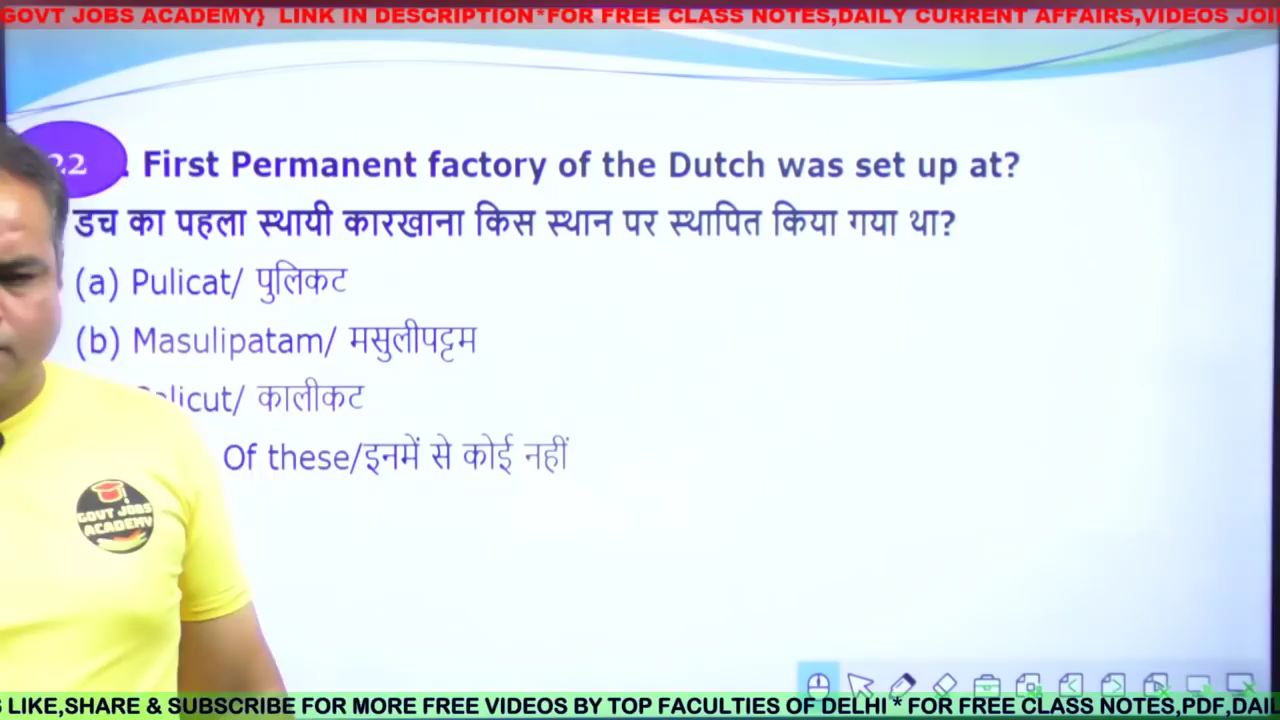 GOVT JOBS ACADEMY} LINK IN DESCRIPTION*FOR FREE CLASS NOTES,DAILY CURRENT AFFAIRS,VIDEOS JOI
22 . First Permanent factory of the Dutch was set up at?
डच का पहला स्थायी कारखाना किस स्थान पर स्थापित किया गया था?
(a) Pulicat/ पुलिकट
(b) Masulipatam/ मसुलीपट्टम
कालीकट
Of these/इनमें से कोई नहीं
GOVT JOBS
ACADEMY
LIKE,SHARE & SUBSCRIBE FOR MORE FREE VIDEOS BY TOP FACULTIES OF DELHI * FOR FREE CLASS NOTES,PDF,DAIL